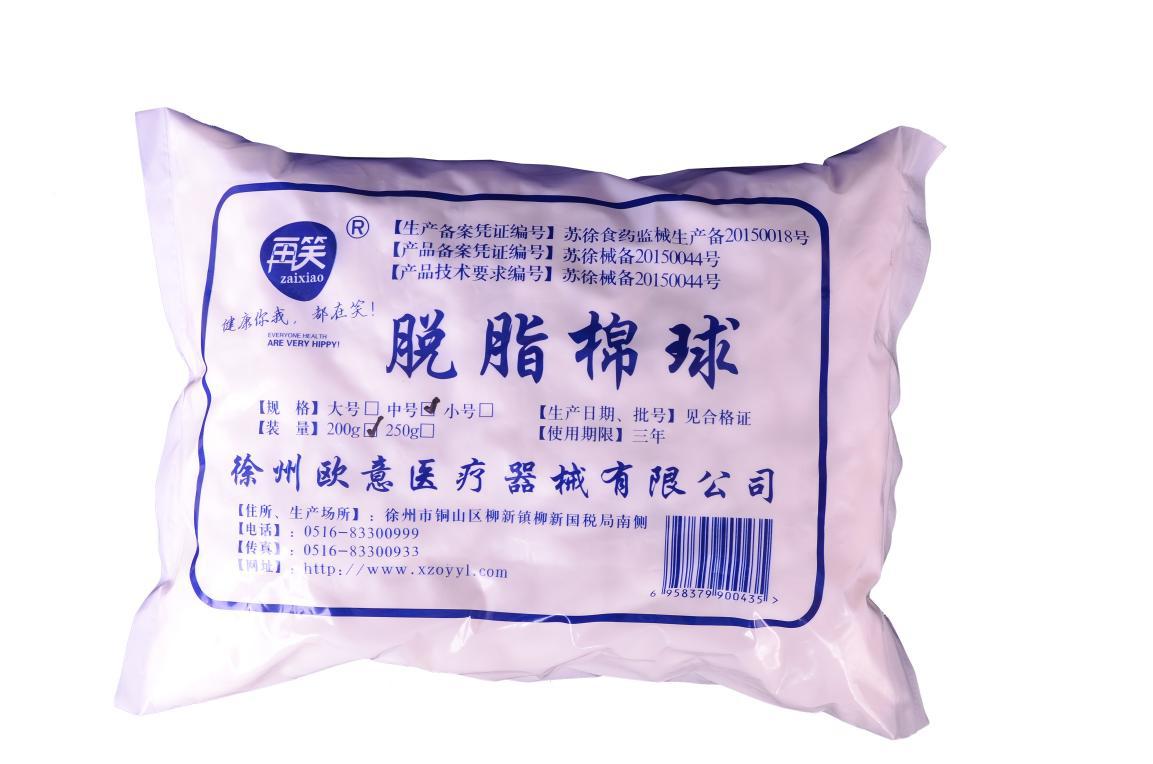 再笑
zaixiao
®
健康你我，都在笑！
EVERYONE HEALTH
ARE VERY HIPPY!
【生产备案凭证编号】苏徐食药监械生产备20150018号
【产品备案凭证编号】苏徐械备20150044号
【产品技术要求编号】苏徐械备20150044号
脱脂棉球
【规 格】大号□ 中号☑ 小号□
【装 量】200g☑ 250g□
【生产日期、批号】见合格证
【使用期限】三年
徐州欧意医疗器械有限公司
【住所、生产场所】：徐州市铜山区柳新镇柳新国税局南侧
【电话】：0516-83300999
【传真】：0516-83300933
【网址】：http://www.xzoyyl.com
6 958379 900435 >